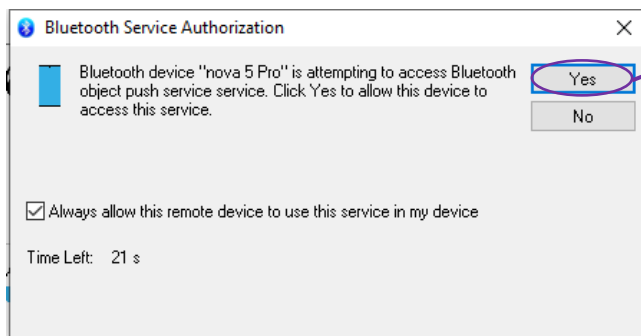 Bluetooth Service Authorization
Bluetooth device "nova 5 Pro" is attempting to access Bluetooth
object push service service. Click Yes to allow this device to
access this service.
Yes
No
Always allow this remote device to use this service in my device
Time Left: 21 s